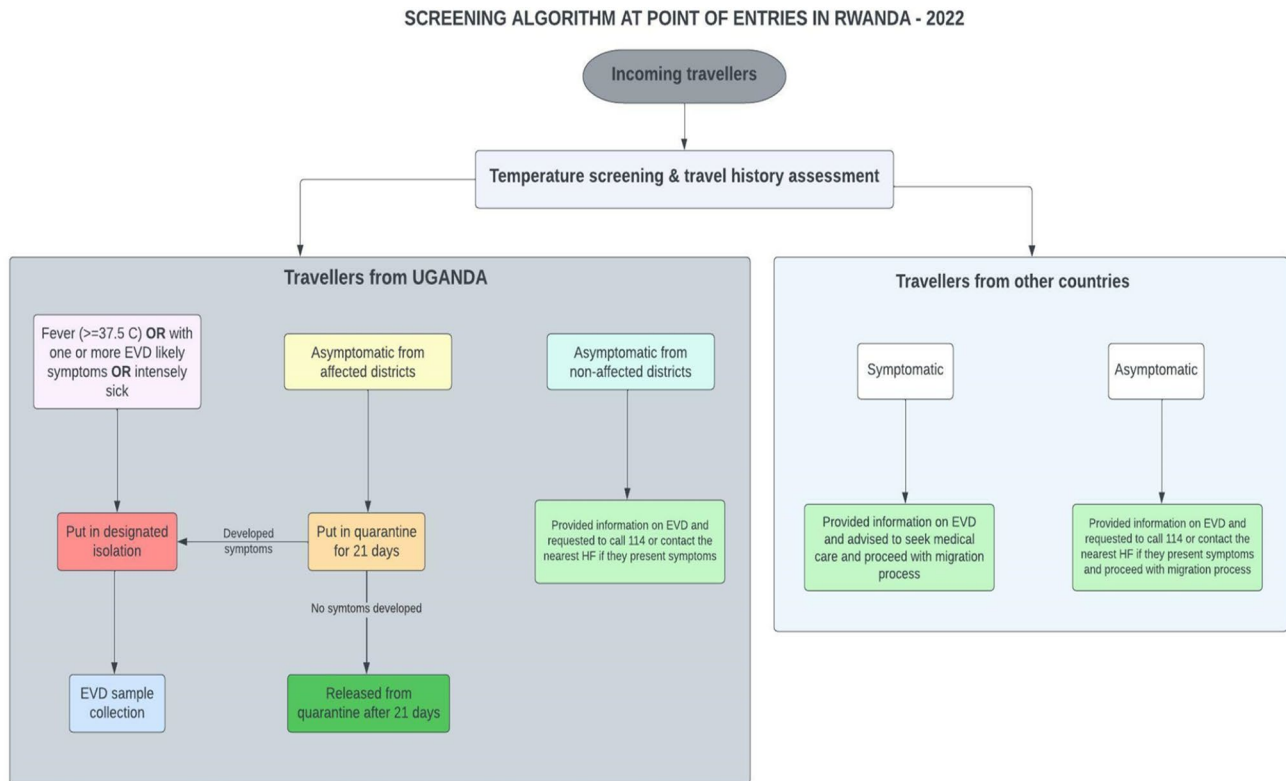 SCREENING ALGORITHM AT POINT OF ENTRIES IN RWANDA - 2022
Incoming travellers
Temperature screening & travel history assessment
Travellers from UGANDA
Fever (>=37.5 C) OR with
one or more EVD likely
symptoms OR intensely
sick
Asymptomatic from
affected districts
Asymptomatic from
non-affected districts
Put in designated
isolation
Developed
symptoms
Put in quarantine
for 21 days
Provided information on EVD and
requested to call 114 or contact the
nearest HF if they present symptoms
No symtoms developed
EVD sample
collection
Released from
quarantine after 21 days
Travellers from other countries
Symptomatic
Asymptomatic
Provided information on EVD
and advised to seek medical
care and proceed with migration
process
Provided information on EVD and
requested to call 114 or contact the
nearest HF if they present symptoms
and proceed with migration process